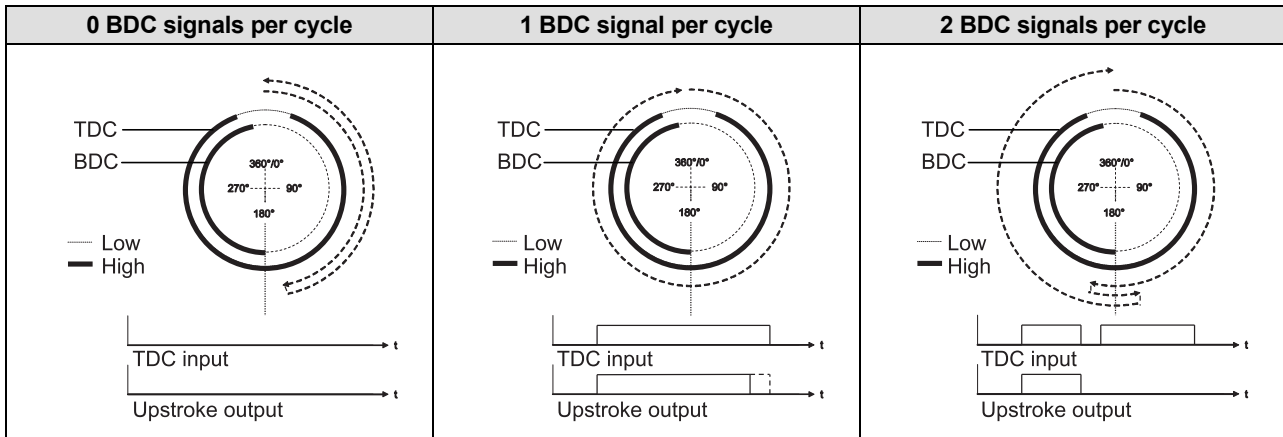 0 BDC signals per cycle
1 BDC signal per cycle
2 BDC signals per cycle
TDC
BDC
360°/0°
270°
90°
180°
Low
High
t
TDC input
t
Upstroke output
TDC
BDC
360°/0°
270°
90°
180°
Low
High
t
TDC input
t
Upstroke output
TDC
BDC
360°/0°
270°
90°
180°
Low
High
t
TDC input
t
Upstroke output